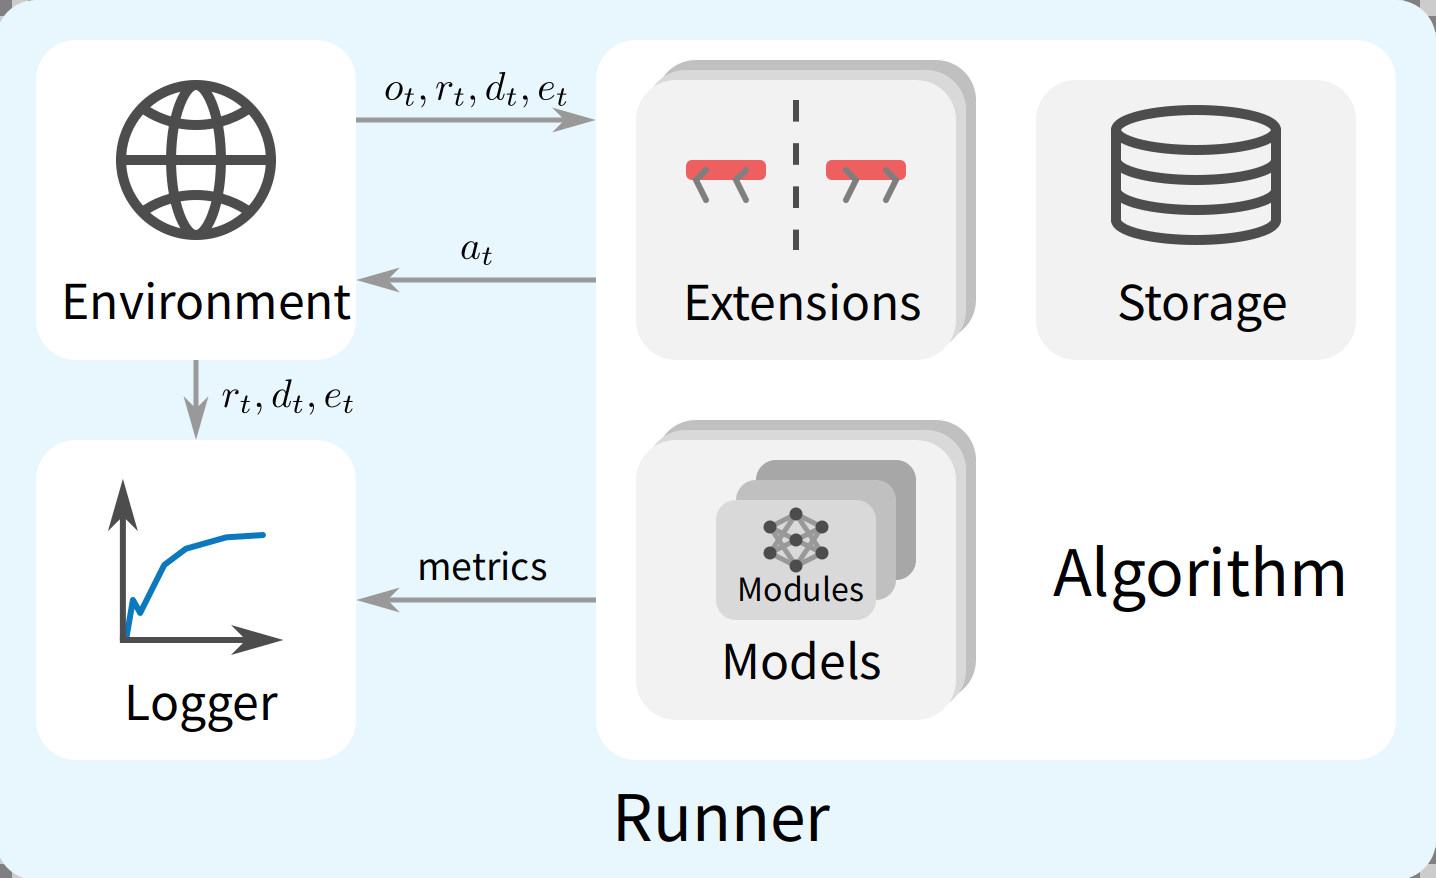 o_t, r_t, d_t, e_t
a_t
Environment
Extensions
Storage
r_t, d_t, e_t
metrics
Modules
Algorithm
Models
Logger
Runner